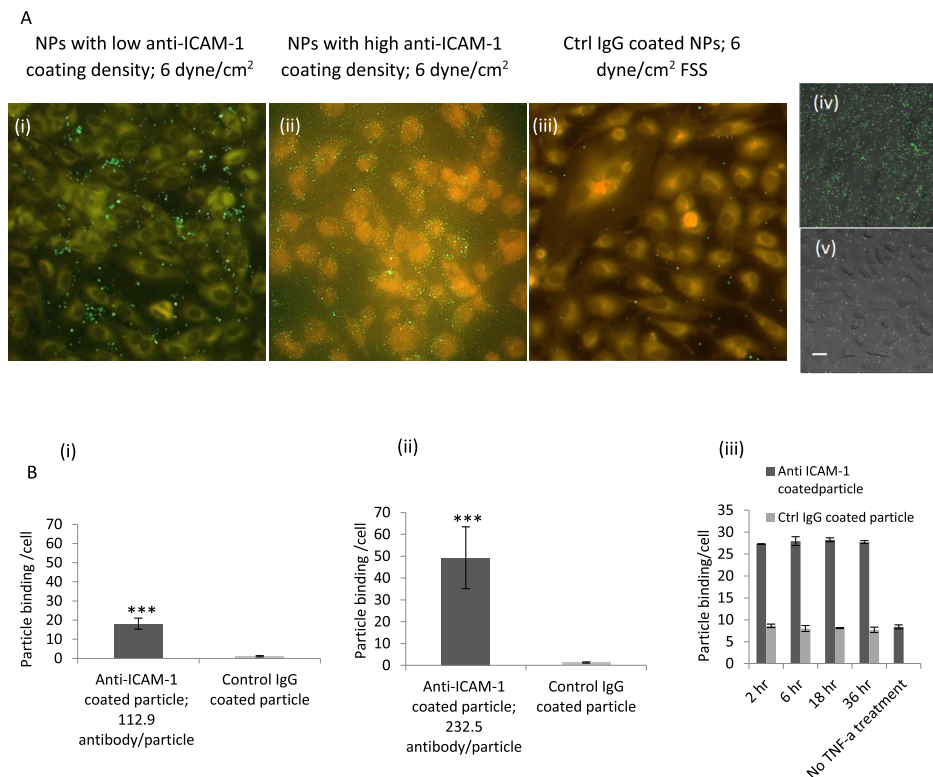 A
NPs with low anti-ICAM-1
coating density; 6 dyne/cm²
NPs with high anti-ICAM-1
coating density; 6 dyne/cm²
Ctrl IgG coated NPs; 6
dyne/cm² FSS
(i)
(ii)
(iii)
(iv)
(v)
B
(i)
Particle binding /cell
70
60
50
40
30
20
10
0
***
Anti-ICAM-1
coated particle;
112.9
antibody/particle
Control IgG
coated particle
(ii)
Particle binding /cell
70
60
50
40
30
20
10
0
***
Anti-ICAM-1
coated particle;
232.5
antibody/particle
Control IgG
coated particle
(iii)
Anti ICAM-1
coatedparticle
Ctrl IgG coated particle
Particle binding/cell
35
30
25
20
15
10
5
0
2 hr
6 hr
18 hr
36 hr
No TNF-a treatment